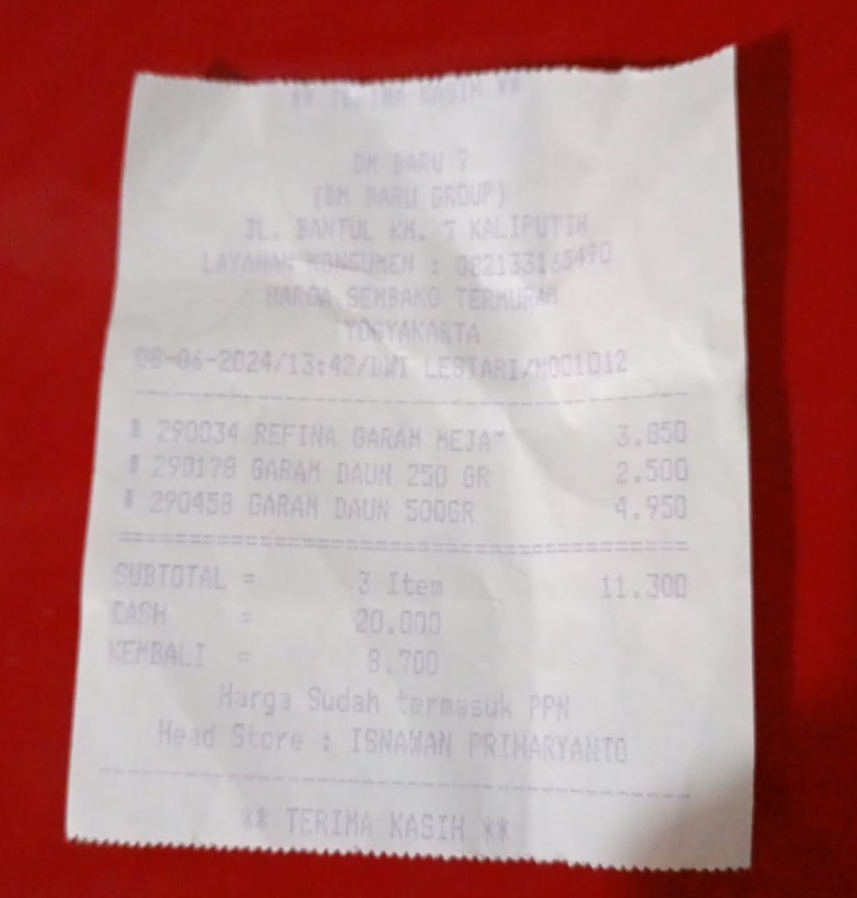 ** TERIMA KASIH **
DM BARU 7
(DM BARU GROUP)
JL. BANTUL KM. 7 KALIPUTIH
LAYANAN KONSUMEN : 082133165490
HARGA SEMBAKO TERMURAH
YOGYAKARTA
08-06-2024/13:42/DWI LESTARI/M001012
# 290034 REFINA GARAM MEJA~ 3.850
# 290178 GARAM DAUN 250 GR 2.500
# 290458 GARAM DAUN 500GR 4.950
SUBTOTAL = 3 Item 11.300
CASH = 20.000
KEMBALI = 8.700
Harga Sudah termasuk PPN
Head Store : ISNAWAN PRIHARYANTO
** TERIMA KASIH **